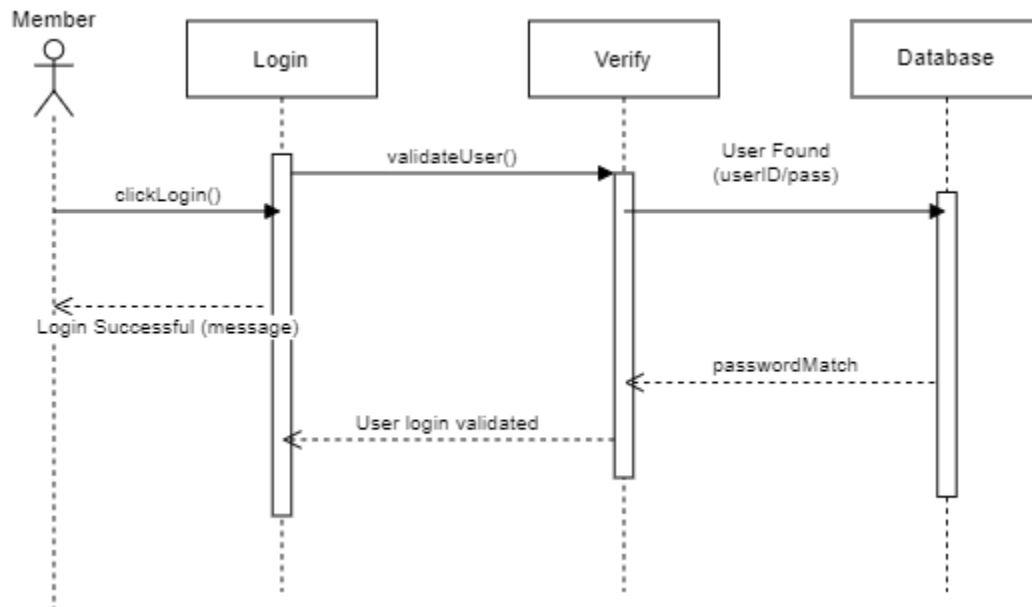 Member
Login
Verify
Database
validateUser()
User Found
(userID/pass)
clickLogin()
Login Successful (message)
passwordMatch
User login validated